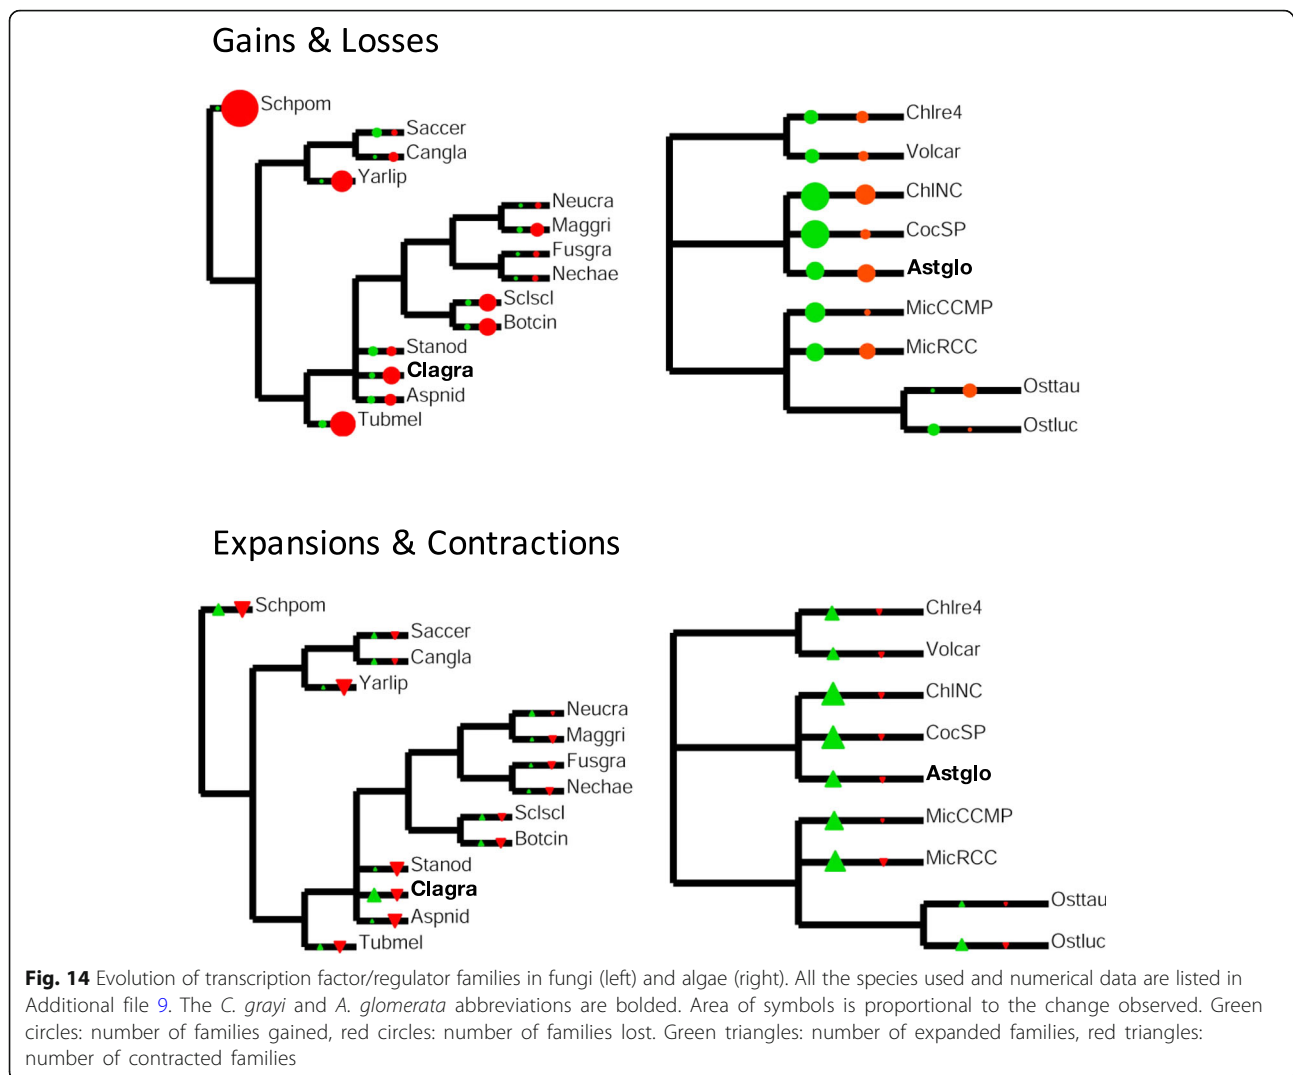 Gains & Losses
Schpom
Saccer
Cangla
Yarlip
Neucra
Maggri
Fusgra
Nechae
Sclscl
Botcin
Stanod
Clagra
Aspnid
Tubmel
Chlre4
Volcar
ChlNC
CocSP
Astglo
MicCCMP
MicRCC
Osttau
Ostluc
Expansions & Contractions
Schpom
Saccer
Cangla
Yarlip
Neucra
Maggri
Fusgra
Nechae
Sclscl
Botcin
Stanod
Clagra
Aspnid
Tubmel
Chlre4
Volcar
ChlNC
CocSP
Astglo
MicCCMP
MicRCC
Osttau
Ostluc
Fig. 14 Evolution of transcription factor/regulator families in fungi (left) and algae (right). All the species used and numerical data are listed in
Additional file 9. The C. grayi and A. glomerata abbreviations are bolded. Area of symbols is proportional to the change observed. Green
circles: number of families gained, red circles: number of families lost. Green triangles: number of expanded families, red triangles:
number of contracted families